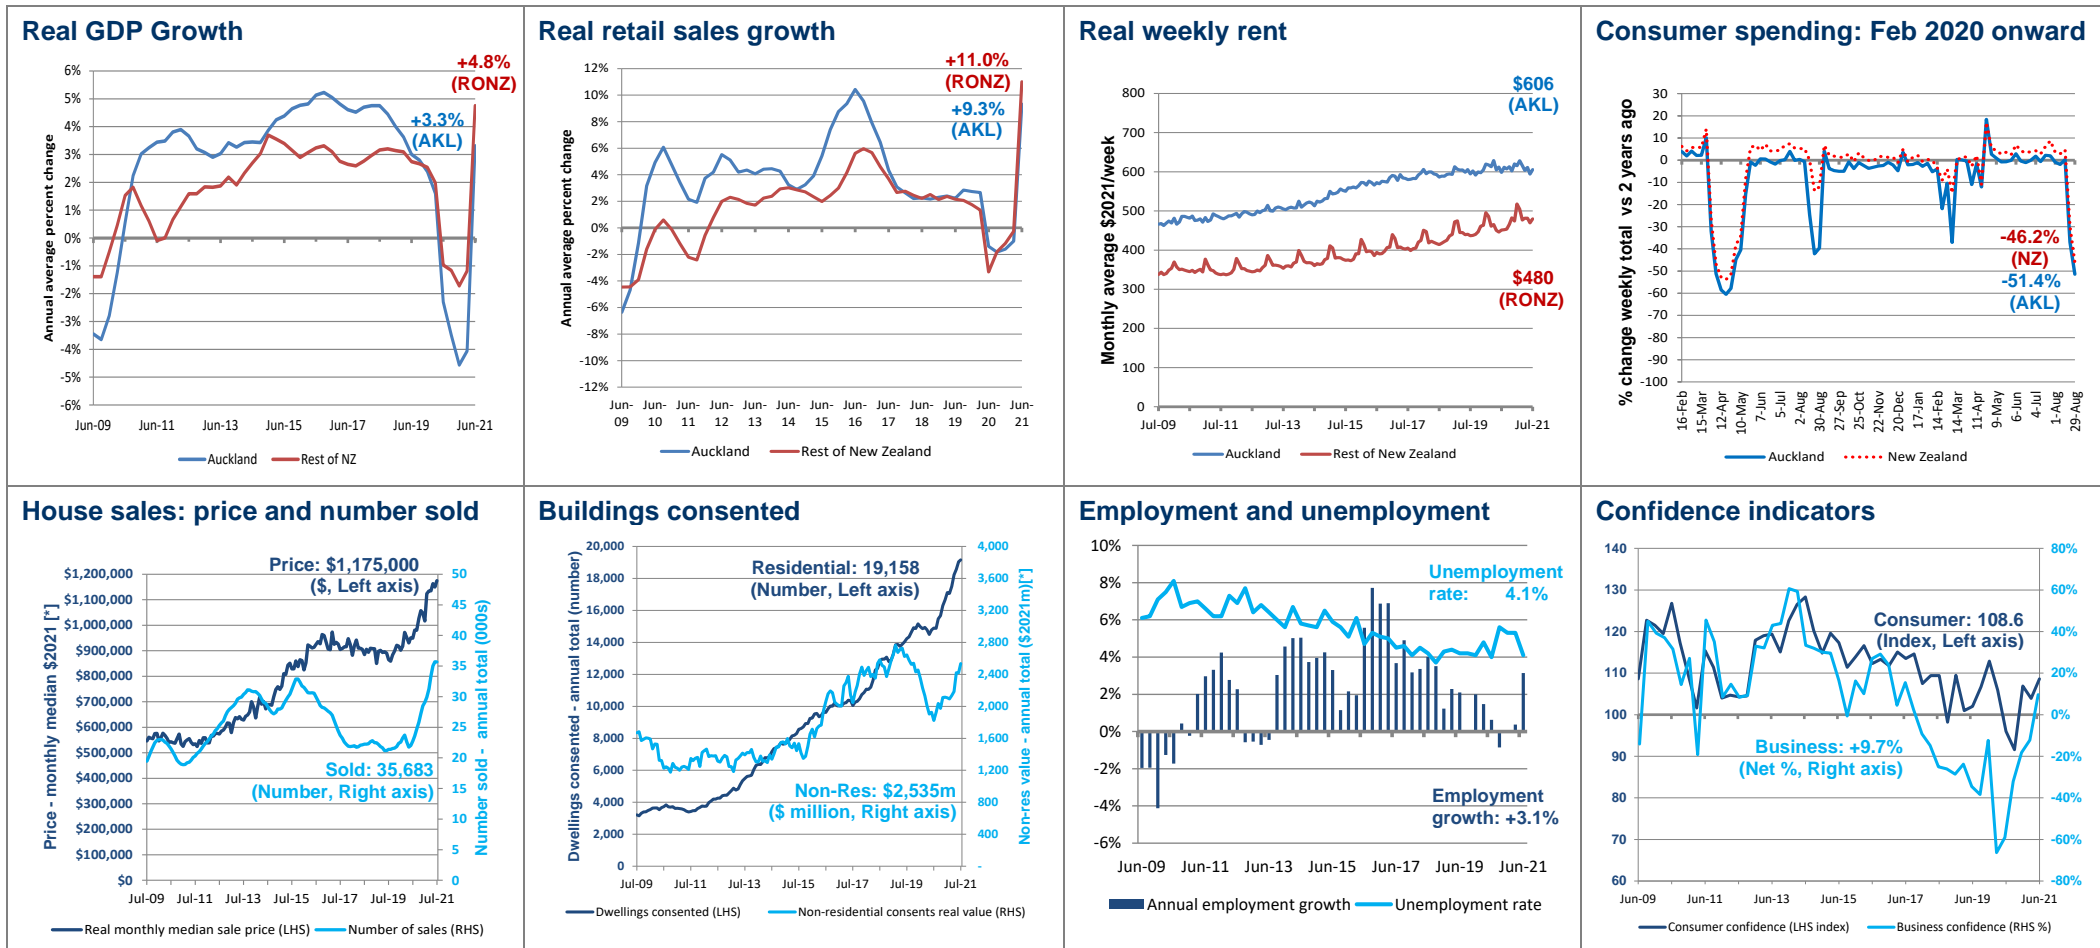 Real GDP Growth
+4.8%
(RONZ)
+3.3%
(AKL)
Annual average percent change
6%
5%
4%
3%
2%
1%
0%
-1%
-2%
-3%
-4%
-5%
-6%
Jun-09 Jun-11 Jun-13 Jun-15 Jun-17 Jun-19 Jun-21
Auckland Rest of NZ
Real retail sales growth
+11.0%
(RONZ)
+9.3%
(AKL)
Annual average percent change
12%
10%
8%
6%
4%
2%
0%
-2%
-4%
-6%
-8%
-10%
-12%
Jun- Jun- Jun- Jun- Jun- Jun- Jun- Jun- Jun- Jun- Jun- Jun- Jun-
09 10 11 12 13 14 15 16 17 18 19 20 21
Auckland Rest of New Zealand
Real weekly rent
$606
(AKL)
$480
(RONZ)
Monthly average $2021/week
800
700
600
500
400
300
200
100
0
Jul-09 Jul-11 Jul-13 Jul-15 Jul-17 Jul-19 Jul-21
Auckland Rest of New Zealand
Consumer spending: Feb 2020 onward
% change weekly total vs 2 years ago
30
20
10
0
-10
-20
-30
-40
-50
-60
-70
-80
-90
-100
-46.2%
(NZ)
-51.4%
(AKL)
16-Feb
15-Mar
12-Apr
10-May
7-Jun
5-Jul
2-Aug
30-Aug
27-Sep
25-Oct
22-Nov
20-Dec
17-Jan
14-Feb
14-Mar
11-Apr
9-May
6-Jun
4-Jul
1-Aug
29-Aug
Auckland New Zealand
House sales: price and number sold
Price: $1,175,000
($, Left axis)
Sold: 35,683
(Number, Right axis)
Price - monthly median $2021 [*]
$1,200,000
$1,100,000
$1,000,000
$900,000
$800,000
$700,000
$600,000
$500,000
$400,000
$300,000
$200,000
$100,000
$0
50
45
40
35
30
25
20
15
10
5
0
Number sold - annual total (000s)
Jul-09 Jul-11 Jul-13 Jul-15 Jul-17 Jul-19 Jul-21
Real monthly median sale price (LHS) Number of sales (RHS)
Buildings consented
Residential: 19,158
(Number, Left axis)
Non-Res: $2,535m
($ million, Right axis)
Dwellings consented - annual total (number)
20,000
18,000
16,000
14,000
12,000
10,000
8,000
6,000
4,000
2,000
0
4,000
3,600
3,200
2,800
2,400
2,000
1,600
1,200
800
400
-
Non-res value - annual total ($2021m)[*]
Jul-09 Jul-11 Jul-13 Jul-15 Jul-17 Jul-19 Jul-21
Dwellings consented (LHS) Non-residential consents real value (RHS)
Employment and unemployment
Unemployment
rate: 4.1%
Employment
growth: +3.1%
10%
8%
6%
4%
2%
0%
-2%
-4%
-6%
Jun-09 Jun-11 Jun-13 Jun-15 Jun-17 Jun-19 Jun-21
Annual employment growth Unemployment rate
Confidence indicators
Consumer: 108.6
(Index, Left axis)
Business: +9.7%
(Net %, Right axis)
140
130
120
110
100
90
80
70
60
80%
60%
40%
20%
0%
-20%
-40%
-60%
-80%
Jun-09 Jun-11 Jun-13 Jun-15 Jun-17 Jun-19 Jun-21
Consumer confidence (LHS index) Business confidence (RHS %)